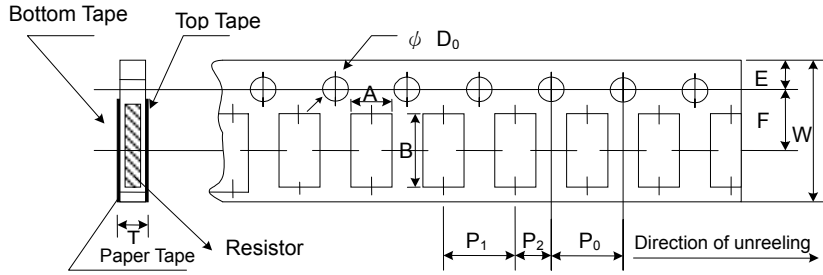 Bottom Tape
Top Tape
ϕ D₀
E
A
F
W
B
T
P₁
P₂
P₀
Direction of unreeling
Resistor
Paper Tape